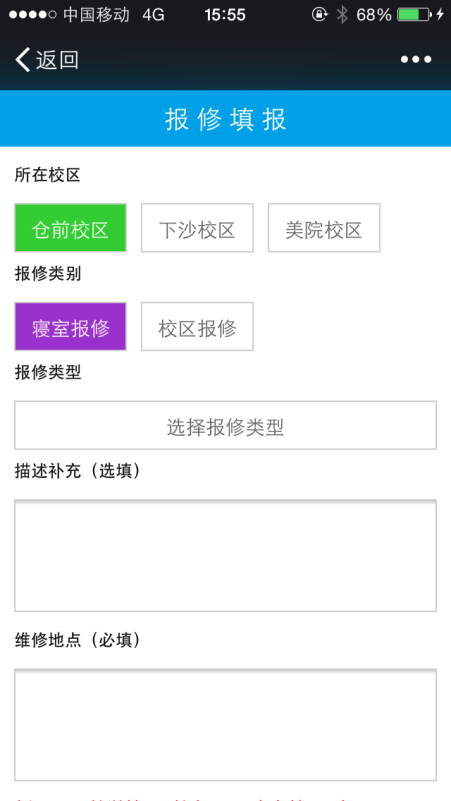 中国移动 4G 15:55 68%
返回
报修填报
所在校区
仓前校区 下沙校区 美院校区
报修类别
寝室报修 校区报修
报修类型
选择报修类型
描述补充（选填）
维修地点（必填）